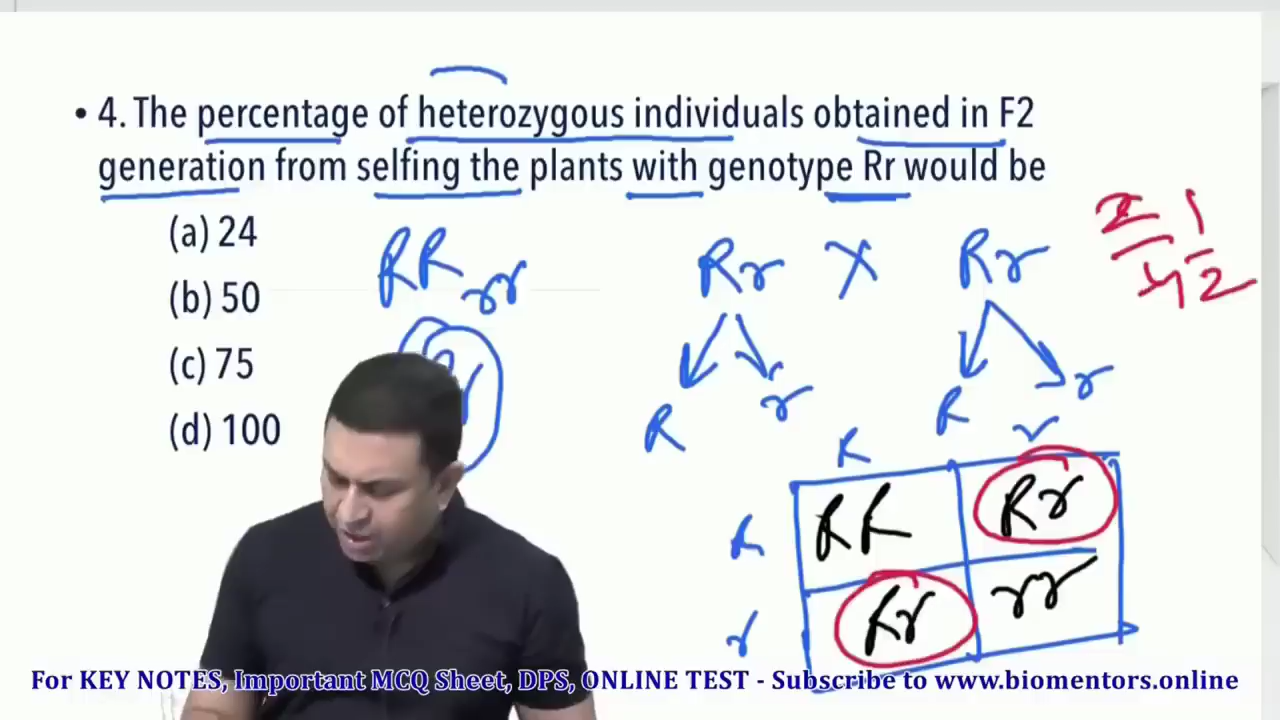 • 4. The percentage of heterozygous individuals obtained in F2
generation from selfing the plants with genotype Rr would be
(a) 24
(b) 50
(c) 75
(d) 100
RR
rr
Rr X Rr
R r R r
2/4 1/2
R r
R RR Rr
r Rr rr
For KEY NOTES, Important MCQ Sheet, DPS, ONLINE TEST - Subscribe to www.biomentors.online